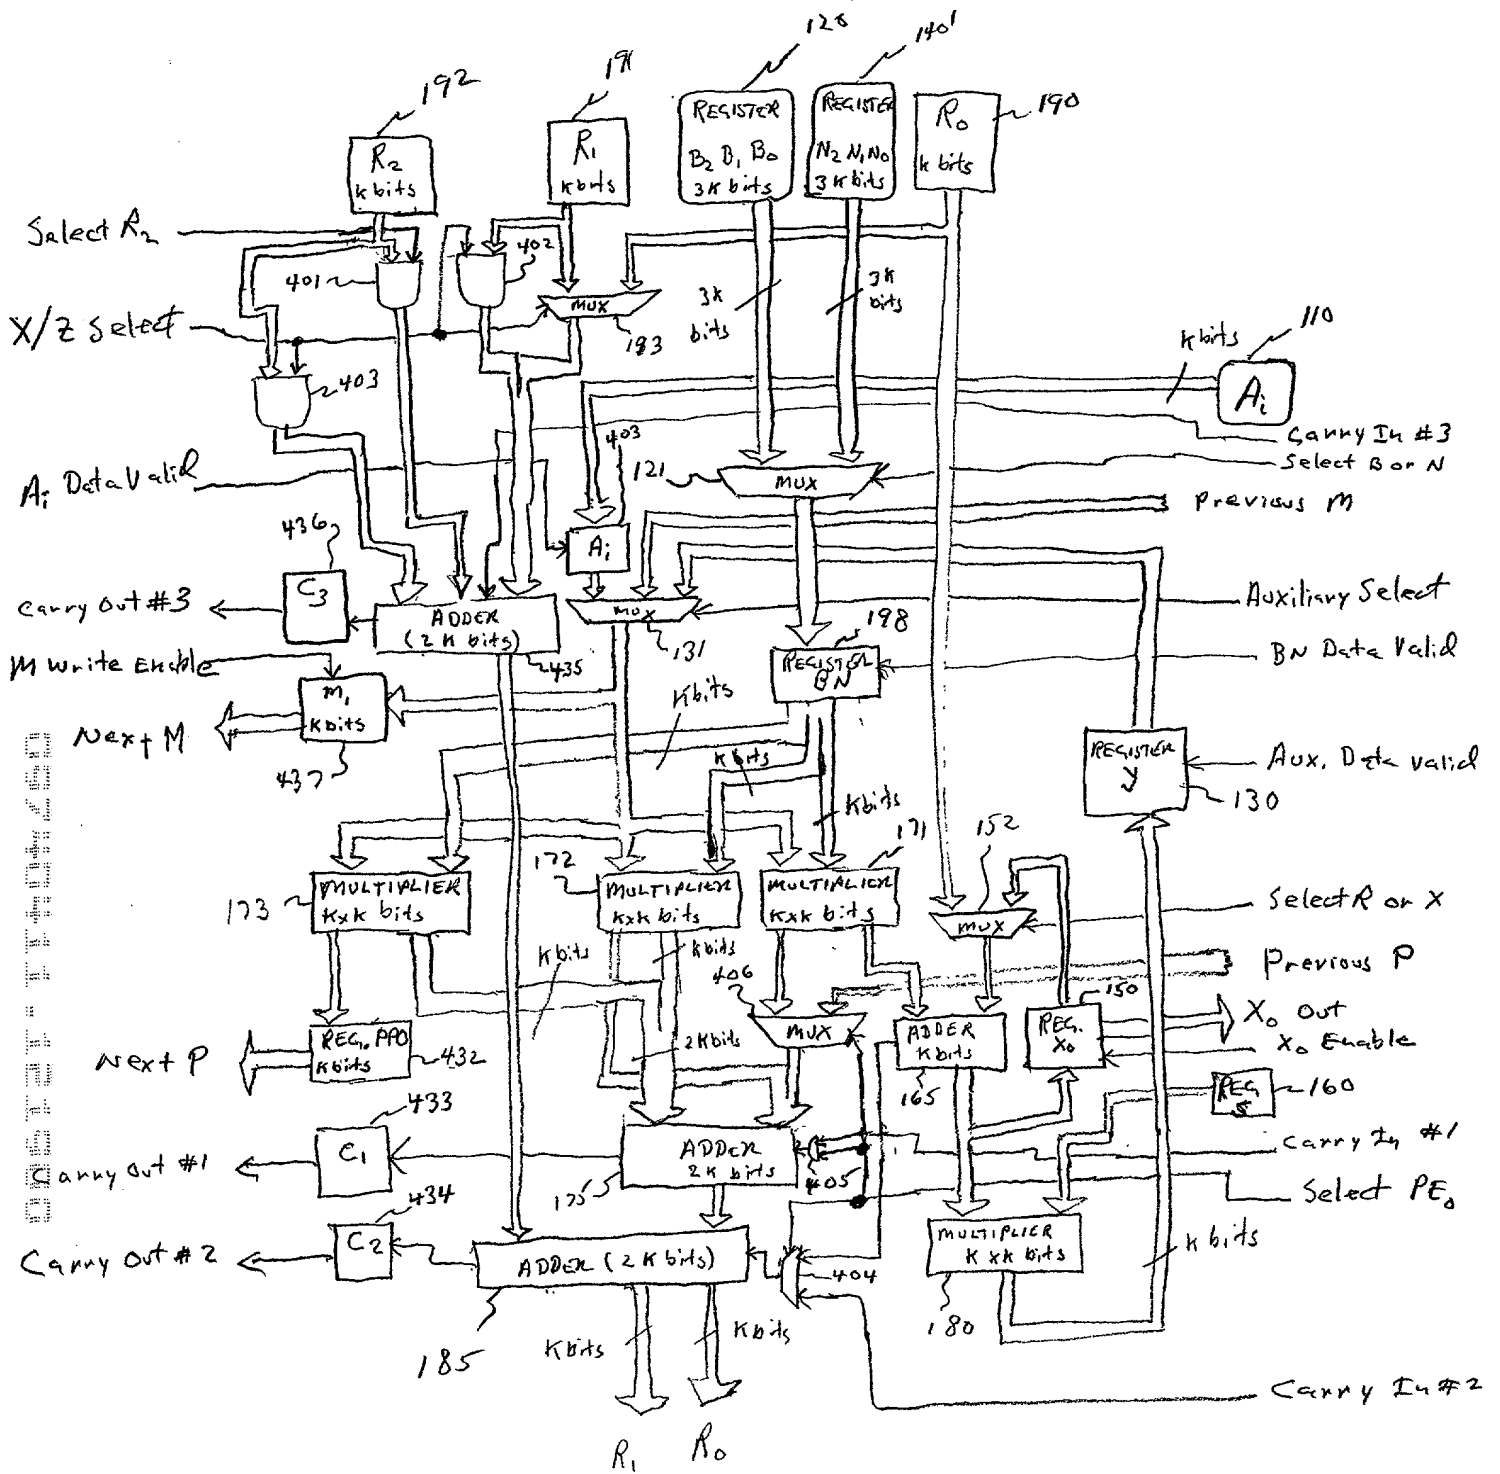 120
140'
191
192
190
REGISTER
B2 B1 B0
3K bits
REGISTER
N2 N1 N0
3K bits
R0
k bits
R2
k bits
R1
k bits
Select R2
401
402
X/Z Select
MUX
183
3K
bits
3K
bits
K bits
110
Ai
403
Carry In #3
Select B or N
Ai Data Valid
403
121
MUX
Previous M
436
Ai
C3
Carry Out #3
ADDER
(2 K bits)
MUX
Auxiliary Select
435
131
198
M Write Enable
REGISTER
BN
BN Data Valid
M1
K bits
K bits
Next M
437
K bits
REGISTER
y
Aux. Data Valid
130
K bits
171
152
172
173
MULTIPLIER
K x K bits
MULTIPLIER
K x K bits
MULTIPLIER
K x K bits
MUX
Select R or X
K bits
K bits
406
Previous P
150
MUX
ADDER
K bits
REG.
X0
X0 Out
X0 Enable
REG. PPO
K bits
432
Next P
2K bits
165
REG
S
160
433
C1
Carry Out #1
ADDER
2 K bits
175
405
Carry In #1
Select PE0
434
C2
Carry Out #2
ADDER (2 K bits)
404
MULTIPLIER
K x K bits
K bits
180
185
K bits
K bits
Carry In #2
R1
R0